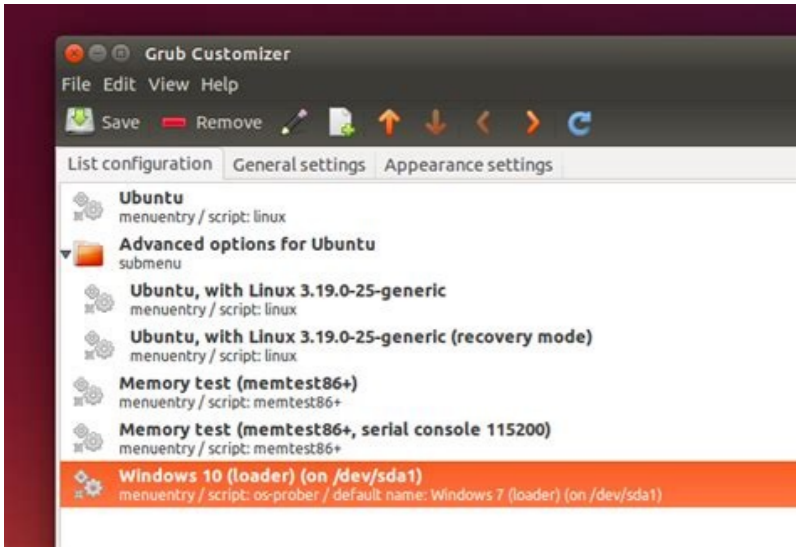 Grub Customizer
File Edit View Help
Save Remove
List configuration General settings Appearance settings
Ubuntu
menuentry / script: linux
Advanced options for Ubuntu
submenu
Ubuntu, with Linux 3.19.0-25-generic
menuentry / script: linux
Ubuntu, with Linux 3.19.0-25-generic (recovery mode)
menuentry / script: linux
Memory test (memtest86+)
menuentry / script: memtest86+
Memory test (memtest86+, serial console 115200)
menuentry / script: memtest86+
Windows 10 (loader) (on /dev/sda1)
menuentry / script: os-prober / default name: Windows 7 (loader) (on /dev/sda1)